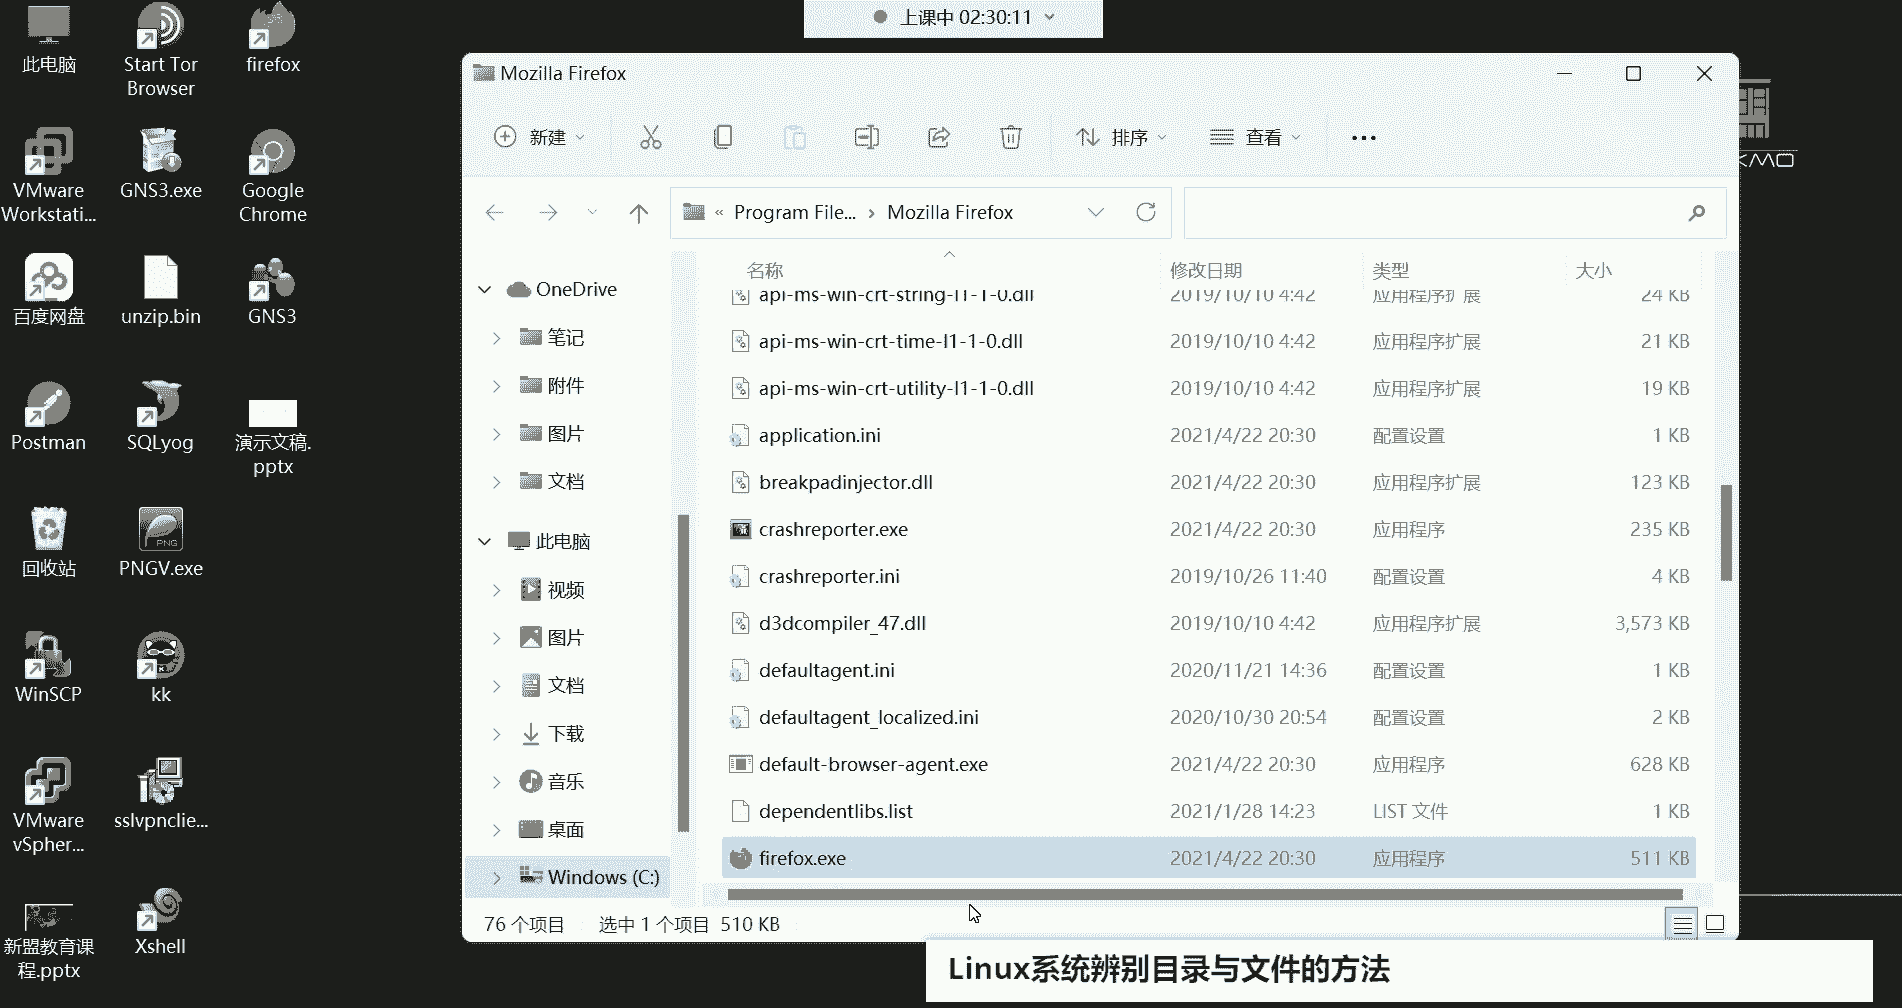 上课中 02:30:11
此电脑
Start Tor
Browser
firefox
VMware
Workstati...
GNS3.exe
Google
Chrome
百度网盘
unzip.bin
GNS3
Postman
SQLyog
演示文稿.
pptx
回收站
PNGV.exe
WinSCP
kk
VMware
vSpher...
sslvpnclie...
新盟教育课
程.pptx
Xshell
Mozilla Firefox
新建
排序
查看
« Program File... › Mozilla Firefox
OneDrive
笔记
附件
图片
文档
此电脑
视频
图片
文档
下载
音乐
桌面
Windows (C:)
名称 修改日期 类型 大小
api-ms-win-crt-string-l1-1-0.dll 2019/10/10 4:42 应用程序扩展 24 KB
api-ms-win-crt-time-l1-1-0.dll 2019/10/10 4:42 应用程序扩展 21 KB
api-ms-win-crt-utility-l1-1-0.dll 2019/10/10 4:42 应用程序扩展 19 KB
application.ini 2021/4/22 20:30 配置设置 1 KB
breakpadinjector.dll 2021/4/22 20:30 应用程序扩展 123 KB
crashreporter.exe 2021/4/22 20:30 应用程序 235 KB
crashreporter.ini 2019/10/26 11:40 配置设置 4 KB
d3dcompiler_47.dll 2019/10/10 4:42 应用程序扩展 3,573 KB
defaultagent.ini 2020/11/21 14:36 配置设置 1 KB
defaultagent_localized.ini 2020/10/30 20:54 配置设置 2 KB
default-browser-agent.exe 2021/4/22 20:30 应用程序 628 KB
dependentlibs.list 2021/1/28 14:23 LIST 文件 1 KB
firefox.exe 2021/4/22 20:30 应用程序 511 KB
76 个项目 选中 1 个项目 510 KB
Linux系统辨别目录与文件的方法